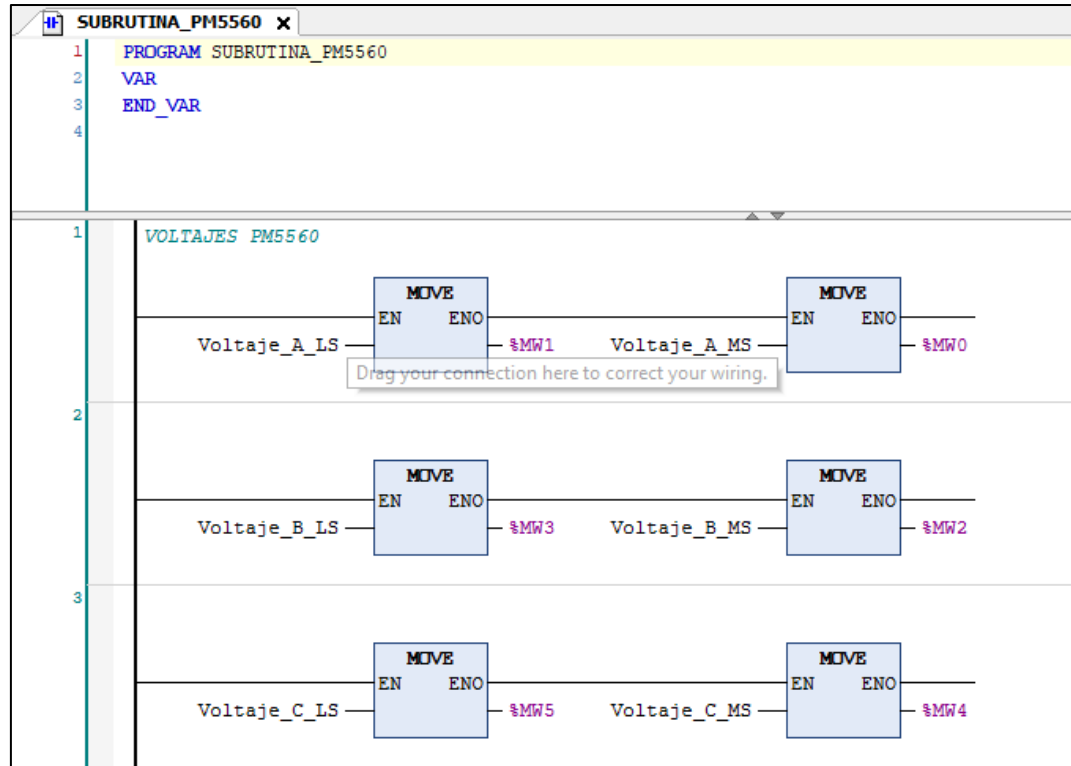 SUBRUTINA_PM5560 x
1 PROGRAM SUBRUTINA_PM5560
2 VAR
3 END_VAR
4
1 VOLTAJES PM5560
MOVE MOVE
EN ENO EN ENO
Voltaje_A_LS %MW1 Voltaje_A_MS %MW0
Drag your connection here to correct your wiring.
2
MOVE MOVE
EN ENO EN ENO
Voltaje_B_LS %MW3 Voltaje_B_MS %MW2
3
MOVE MOVE
EN ENO EN ENO
Voltaje_C_LS %MW5 Voltaje_C_MS %MW4